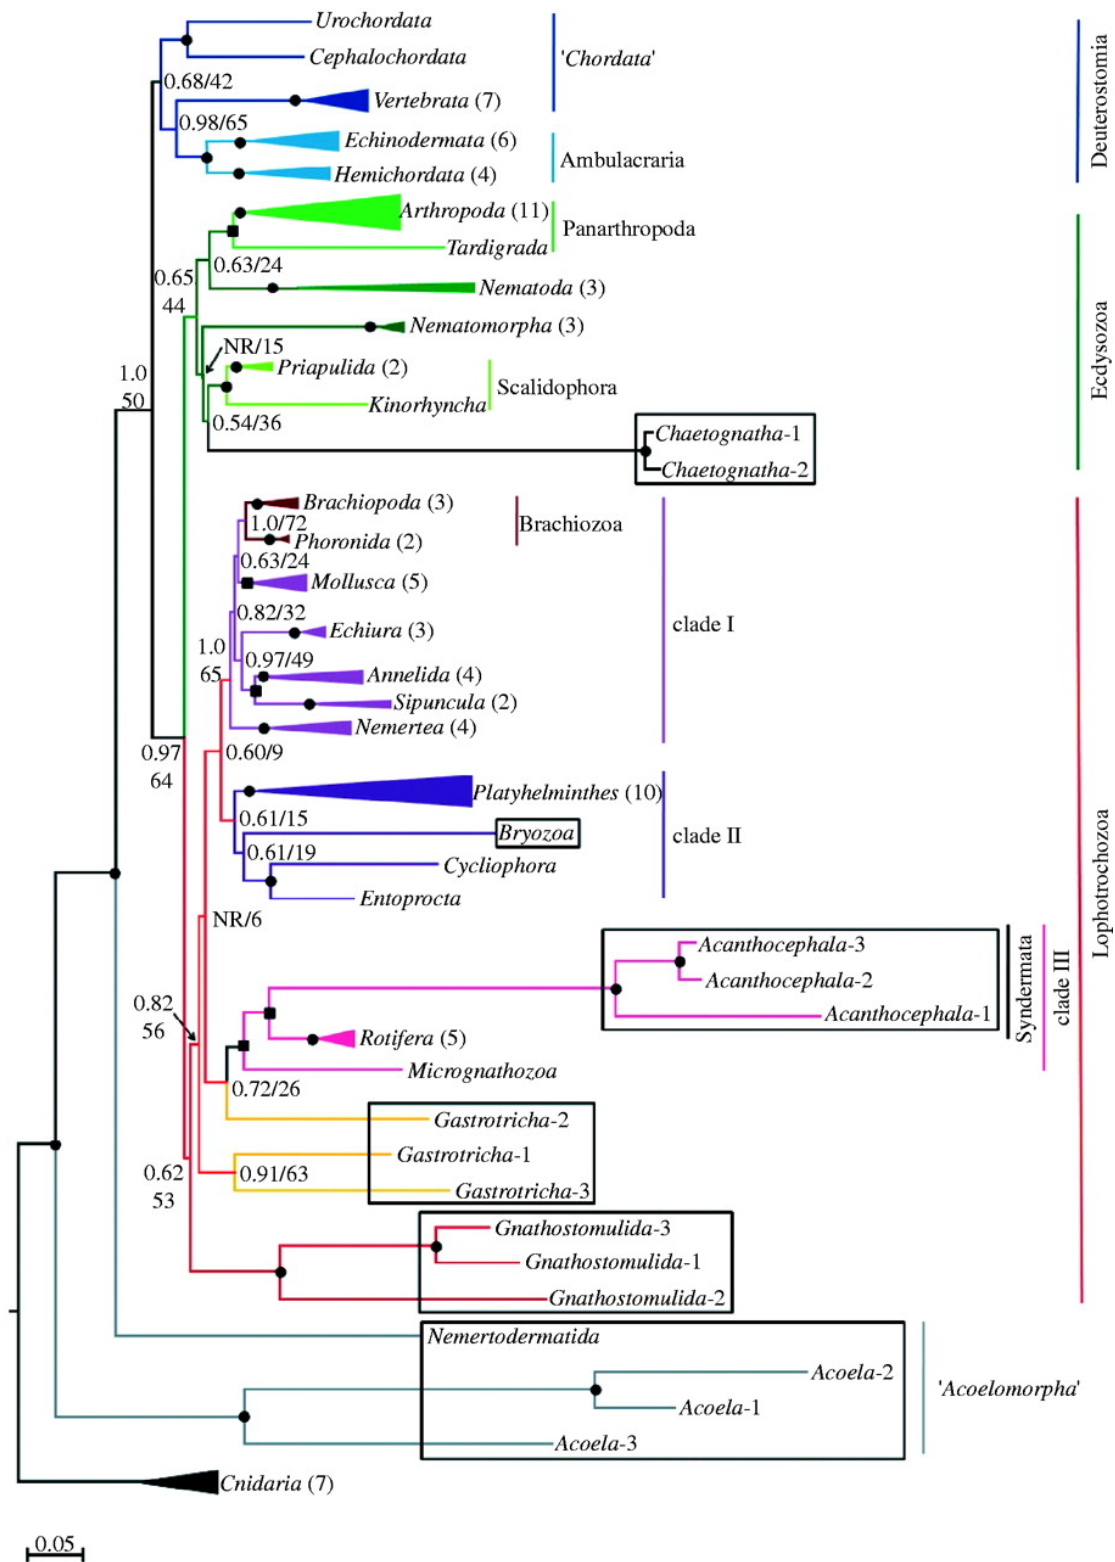 Urochordata
Cephalochordata
'Chordata'
0.68/42
Vertebrata (7)
0.98/65
Echinodermata (6)
Ambulacraria
Hemichordata (4)
Deuterostomia
Arthropoda (11)
Panarthropoda
Tardigrada
0.63/24
0.65
44
Nematoda (3)
Nematomorpha (3)
NR/15
Priapulida (2)
Scalidophora
Kinorhyncha
0.54/36
1.0
50
Chaetognatha-1
Chaetognatha-2
Ecdysozoa
Brachiopoda (3)
1.0/72
Brachiozoa
Phoronida (2)
0.63/24
Mollusca (5)
0.82/32
clade I
Echiura (3)
1.0
65
0.97/49
Annelida (4)
Sipuncula (2)
Nemertea (4)
0.97
64
0.60/9
Platyhelminthes (10)
0.61/15
Bryozoa
clade II
0.61/19
Cycliophora
Entoprocta
NR/6
Lophotrochozoa
Acanthocephala-3
Acanthocephala-2
Acanthocephala-1
Syndermata
clade III
0.82
56
Rotifera (5)
Micrognathozoa
0.72/26
Gastrotricha-2
Gastrotricha-1
0.91/63
Gastrotricha-3
0.62
53
Gnathostomulida-3
Gnathostomulida-1
Gnathostomulida-2
Nemertodermatida
Acoela-2
'Acoelomorpha'
Acoela-1
Acoela-3
Cnidaria (7)
0.05